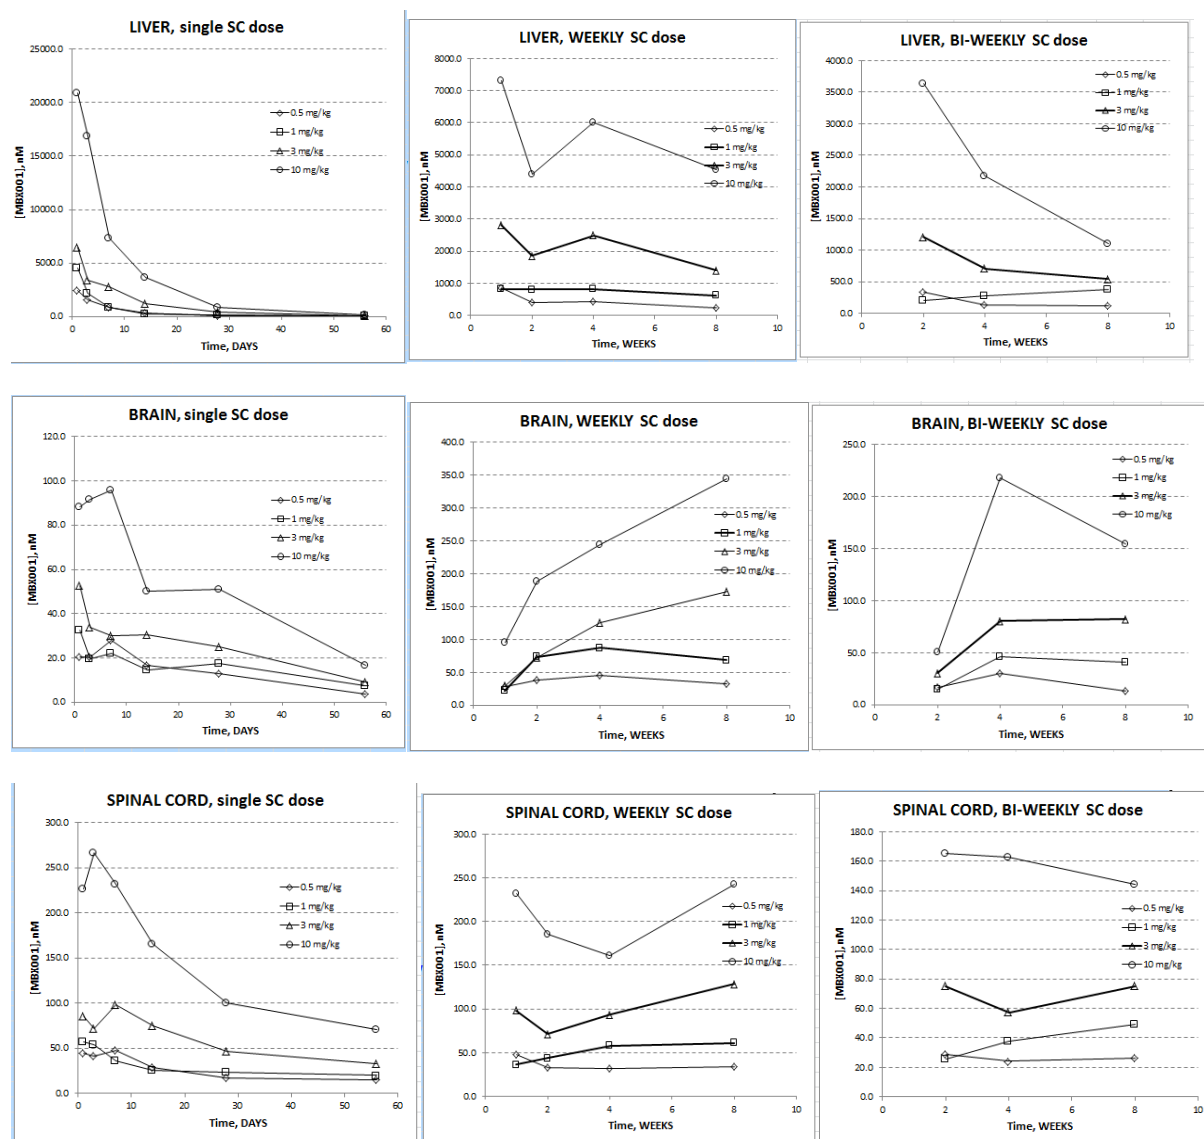 LIVER, single SC dose
25000.0
20000.0
15000.0
10000.0
5000.0
0.0
[MBX001], nM
0.5 mg/kg
1 mg/kg
3 mg/kg
10 mg/kg
0 10 20 30 40 50 60
Time, DAYS
LIVER, WEEKLY SC dose
8000.0
7000.0
6000.0
5000.0
4000.0
3000.0
2000.0
1000.0
0.0
[MBX001], nM
0.5 mg/kg
1 mg/kg
3 mg/kg
10 mg/kg
0 2 4 6 8 10
Time, WEEKS
LIVER, BI-WEEKLY SC dose
4000.0
3500.0
3000.0
2500.0
2000.0
1500.0
1000.0
500.0
0.0
[MBX001], nM
0.5 mg/kg
1 mg/kg
3 mg/kg
10 mg/kg
0 2 4 6 8 10
Time, WEEKS
BRAIN, single SC dose
120.0
100.0
80.0
60.0
40.0
20.0
0.0
[MBX001], nM
0.5 mg/kg
1 mg/kg
3 mg/kg
10 mg/kg
0 10 20 30 40 50 60
Time, DAYS
BRAIN, WEEKLY SC dose
400.0
350.0
300.0
250.0
200.0
150.0
100.0
50.0
0.0
[MBX001], nM
0.5 mg/kg
1 mg/kg
3 mg/kg
10 mg/kg
0 2 4 6 8 10
Time, WEEKS
BRAIN, BI-WEEKLY SC dose
250.0
200.0
150.0
100.0
50.0
0.0
[MBX001], nM
0.5 mg/kg
1 mg/kg
3 mg/kg
10 mg/kg
0 2 4 6 8 10
Time, WEEKS
SPINAL CORD, single SC dose
300.0
250.0
200.0
150.0
100.0
50.0
0.0
[MBX001], nM
0.5 mg/kg
1 mg/kg
3 mg/kg
10 mg/kg
0 10 20 30 40 50 60
Time, DAYS
SPINAL CORD, WEEKLY SC dose
300.0
250.0
200.0
150.0
100.0
50.0
0.0
[MBX001], nM
0.5 mg/kg
1 mg/kg
3 mg/kg
10 mg/kg
0 2 4 6 8 10
Time, WEEKS
SPINAL CORD, BI-WEEKLY SC dose
180.0
160.0
140.0
120.0
100.0
80.0
60.0
40.0
20.0
0.0
[MBX001], nM
0.5 mg/kg
1 mg/kg
3 mg/kg
10 mg/kg
0 2 4 6 8 10
Time, WEEKS